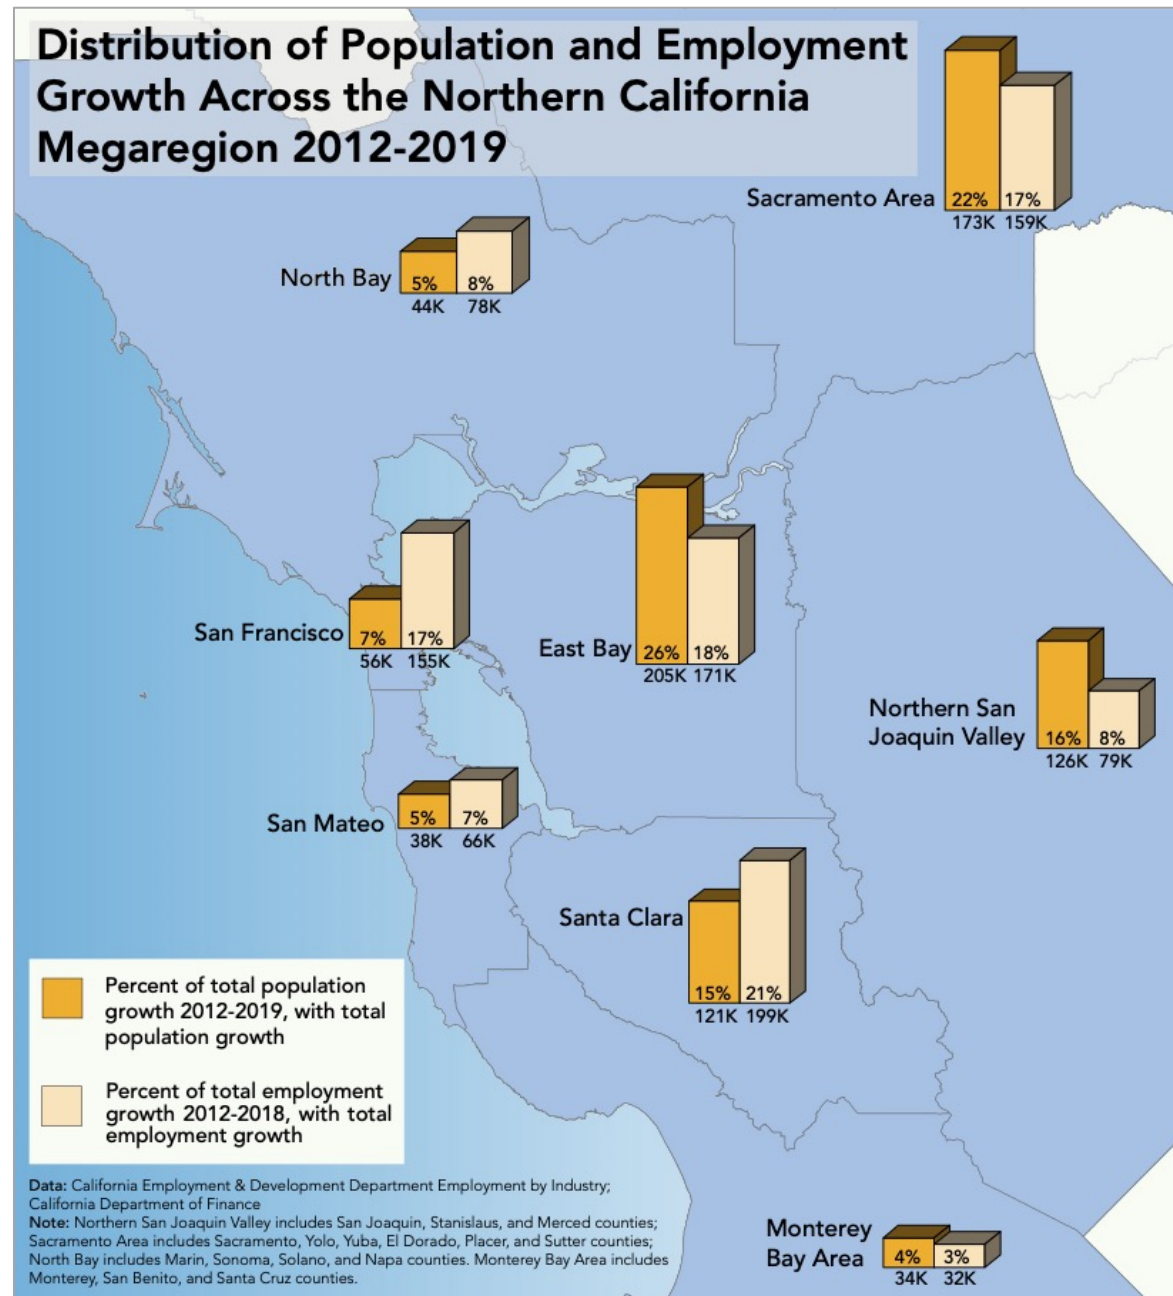 Distribution of Population and Employment
Growth Across the Northern California
Megaregion 2012-2019
Sacramento Area
22% 17%
173K 159K
North Bay
5% 8%
44K 78K
San Francisco
7% 17%
56K 155K
East Bay
26% 18%
205K 171K
Northern San
Joaquin Valley
16% 8%
126K 79K
San Mateo
5% 7%
38K 66K
Santa Clara
15% 21%
121K 199K
Percent of total population
growth 2012-2019, with total
population growth
Percent of total employment
growth 2012-2018, with total
employment growth
Data: California Employment & Development Department Employment by Industry;
California Department of Finance
Note: Northern San Joaquin Valley includes San Joaquin, Stanislaus, and Merced counties;
Sacramento Area includes Sacramento, Yolo, Yuba, El Dorado, Placer, and Sutter counties;
North Bay includes Marin, Sonoma, Solano, and Napa counties. Monterey Bay Area includes
Monterey, San Benito, and Santa Cruz counties.
Monterey
Bay Area
4% 3%
34K 32K